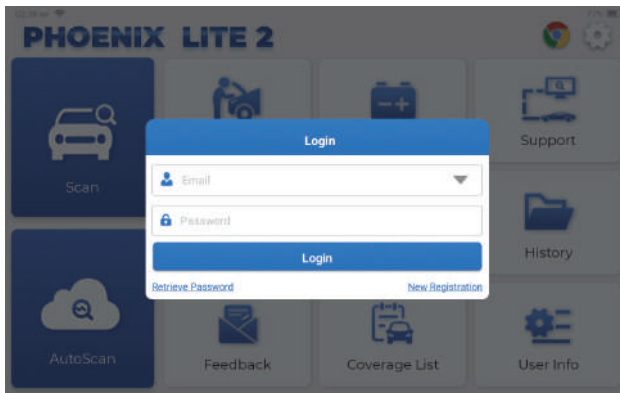 PHOENIX LITE 2
Scan
Support
Login
Email
Password
Login
Retrieve Password
New Registration
History
AutoScan
Feedback
Coverage List
User Info